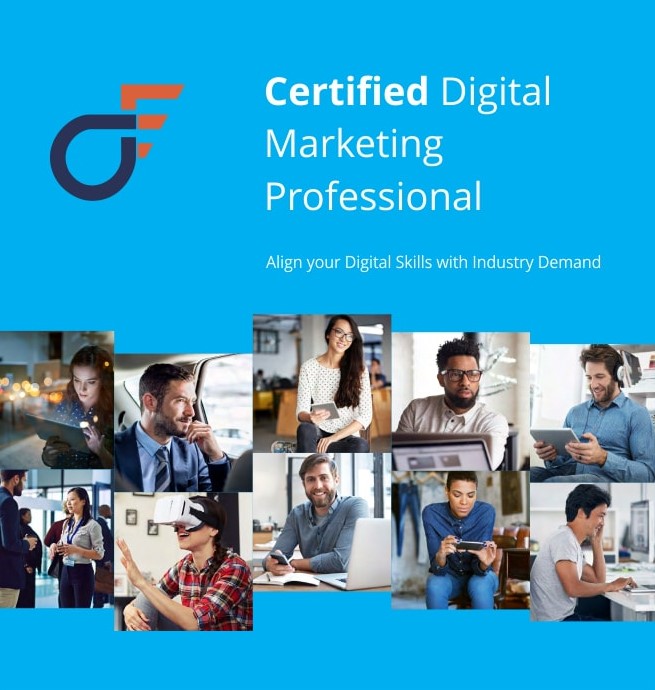 Certified Digital
Marketing
Professional
Align your Digital Skills with Industry Demand